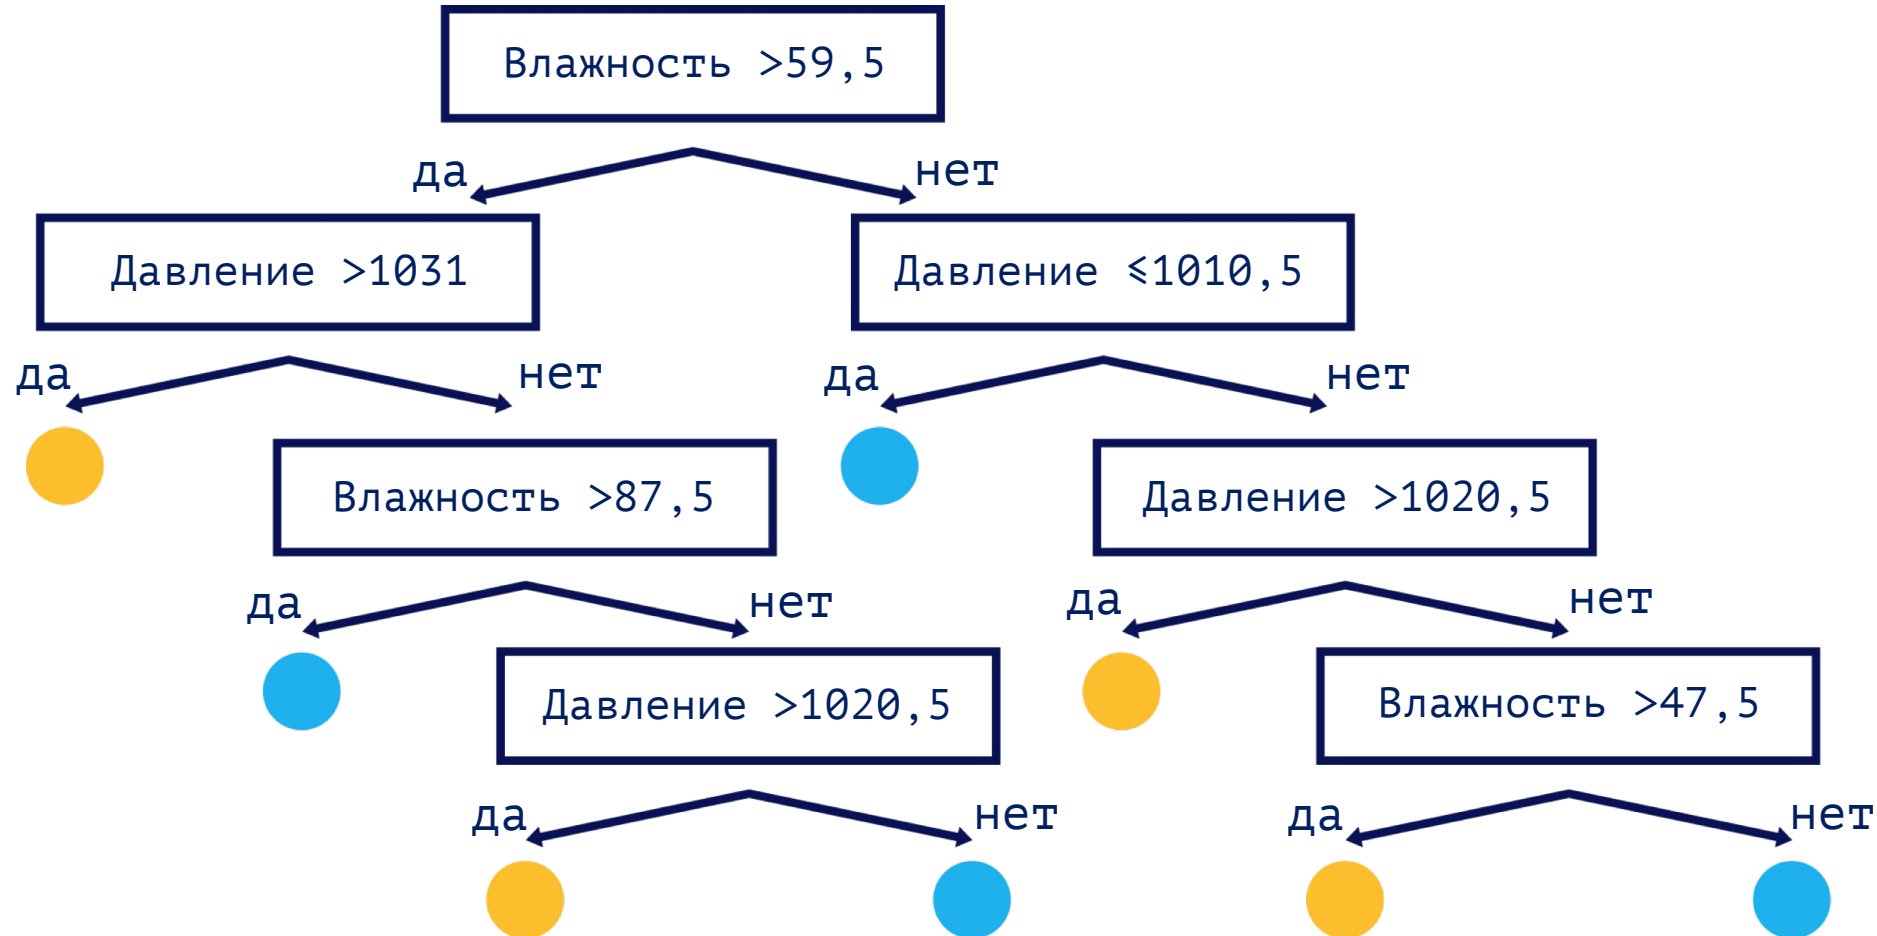 Влажность >59,5
да
нет
Давление >1031
Давление ⩽1010,5
да
нет
да
нет
Влажность >87,5
Давление >1020,5
да
нет
да
нет
Давление >1020,5
Влажность >47,5
да
нет
да
нет